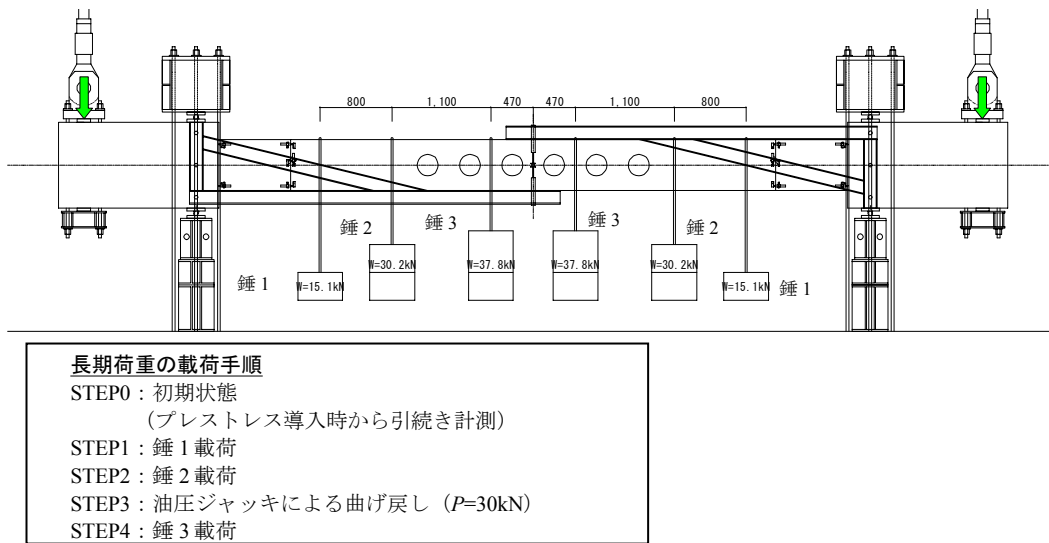 800 1,100 470 470 1,100 800
錘 2 錘 3 錘 3 錘 2
W=30.2kN W=37.8kN W=37.8kN W=30.2kN
錘 1 W=15.1kN W=15.1kN 錘 1
長期荷重の載荷手順
STEP0：初期状態
（プレストレス導入時から引続き計測）
STEP1：錘 1 載荷
STEP2：錘 2 載荷
STEP3：油圧ジャッキによる曲げ戻し（P=30kN）
STEP4：錘 3 載荷